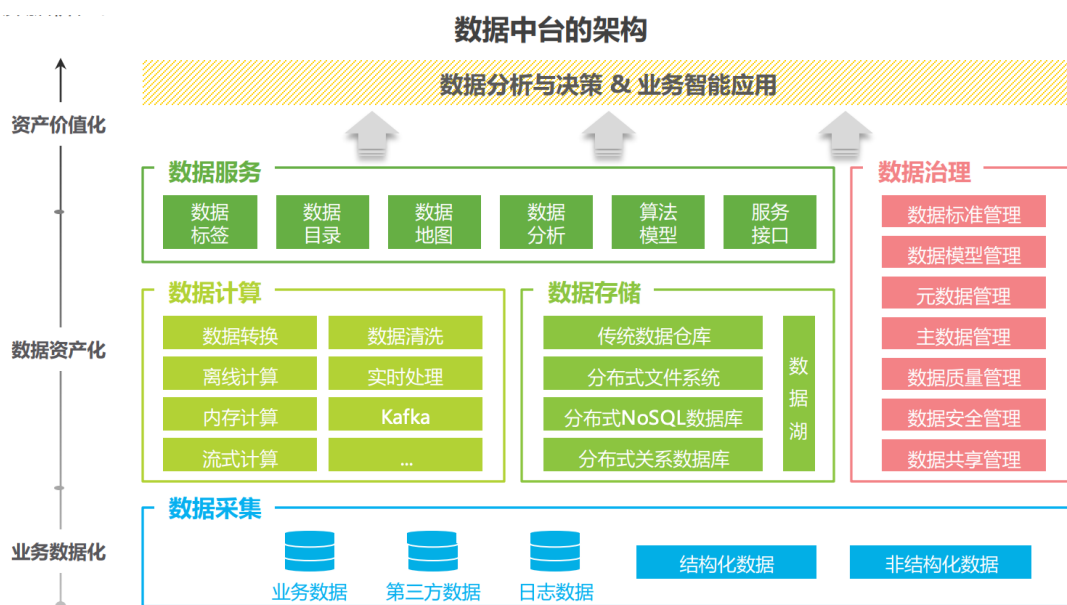 数据中台的架构
数据分析与决策 & 业务智能应用
资产价值化
数据资产化
业务数据化
数据服务
数据
标签
数据
目录
数据
地图
数据
分析
算法
模型
服务
接口
数据治理
数据标准管理
数据模型管理
元数据管理
主数据管理
数据质量管理
数据安全管理
数据共享管理
数据计算
数据转换
数据清洗
离线计算
实时处理
内存计算
Kafka
流式计算
...
数据存储
传统数据仓库
分布式文件系统
分布式NoSQL数据库
分布式关系数据库
数据湖
数据采集
业务数据
第三方数据
日志数据
结构化数据
非结构化数据